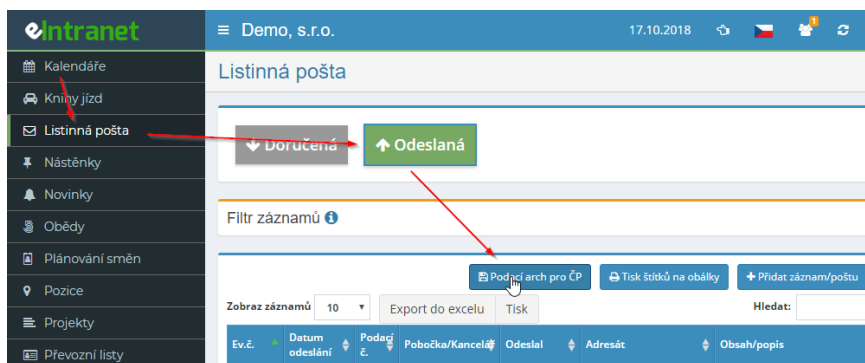 eIntranet
Demo, s.r.o.
17.10.2018
1
Kalendáře
Knihy jízd
Listinná pošta
Nástěnky
Novinky
Obědy
Plánování směn
Pozice
Projekty
Převozní listy
Listinná pošta
Doručená
Odeslaná
Filtr záznamů
Podací arch pro ČP
Tisk štítků na obálky
Přidat záznam/poštu
Zobraz záznamů 10
Export do excelu
Tisk
Hledat:
Ev.č.
Datum odeslání
Podací č.
Pobočka/Kancelář
Odeslal
Adresát
Obsah/popis